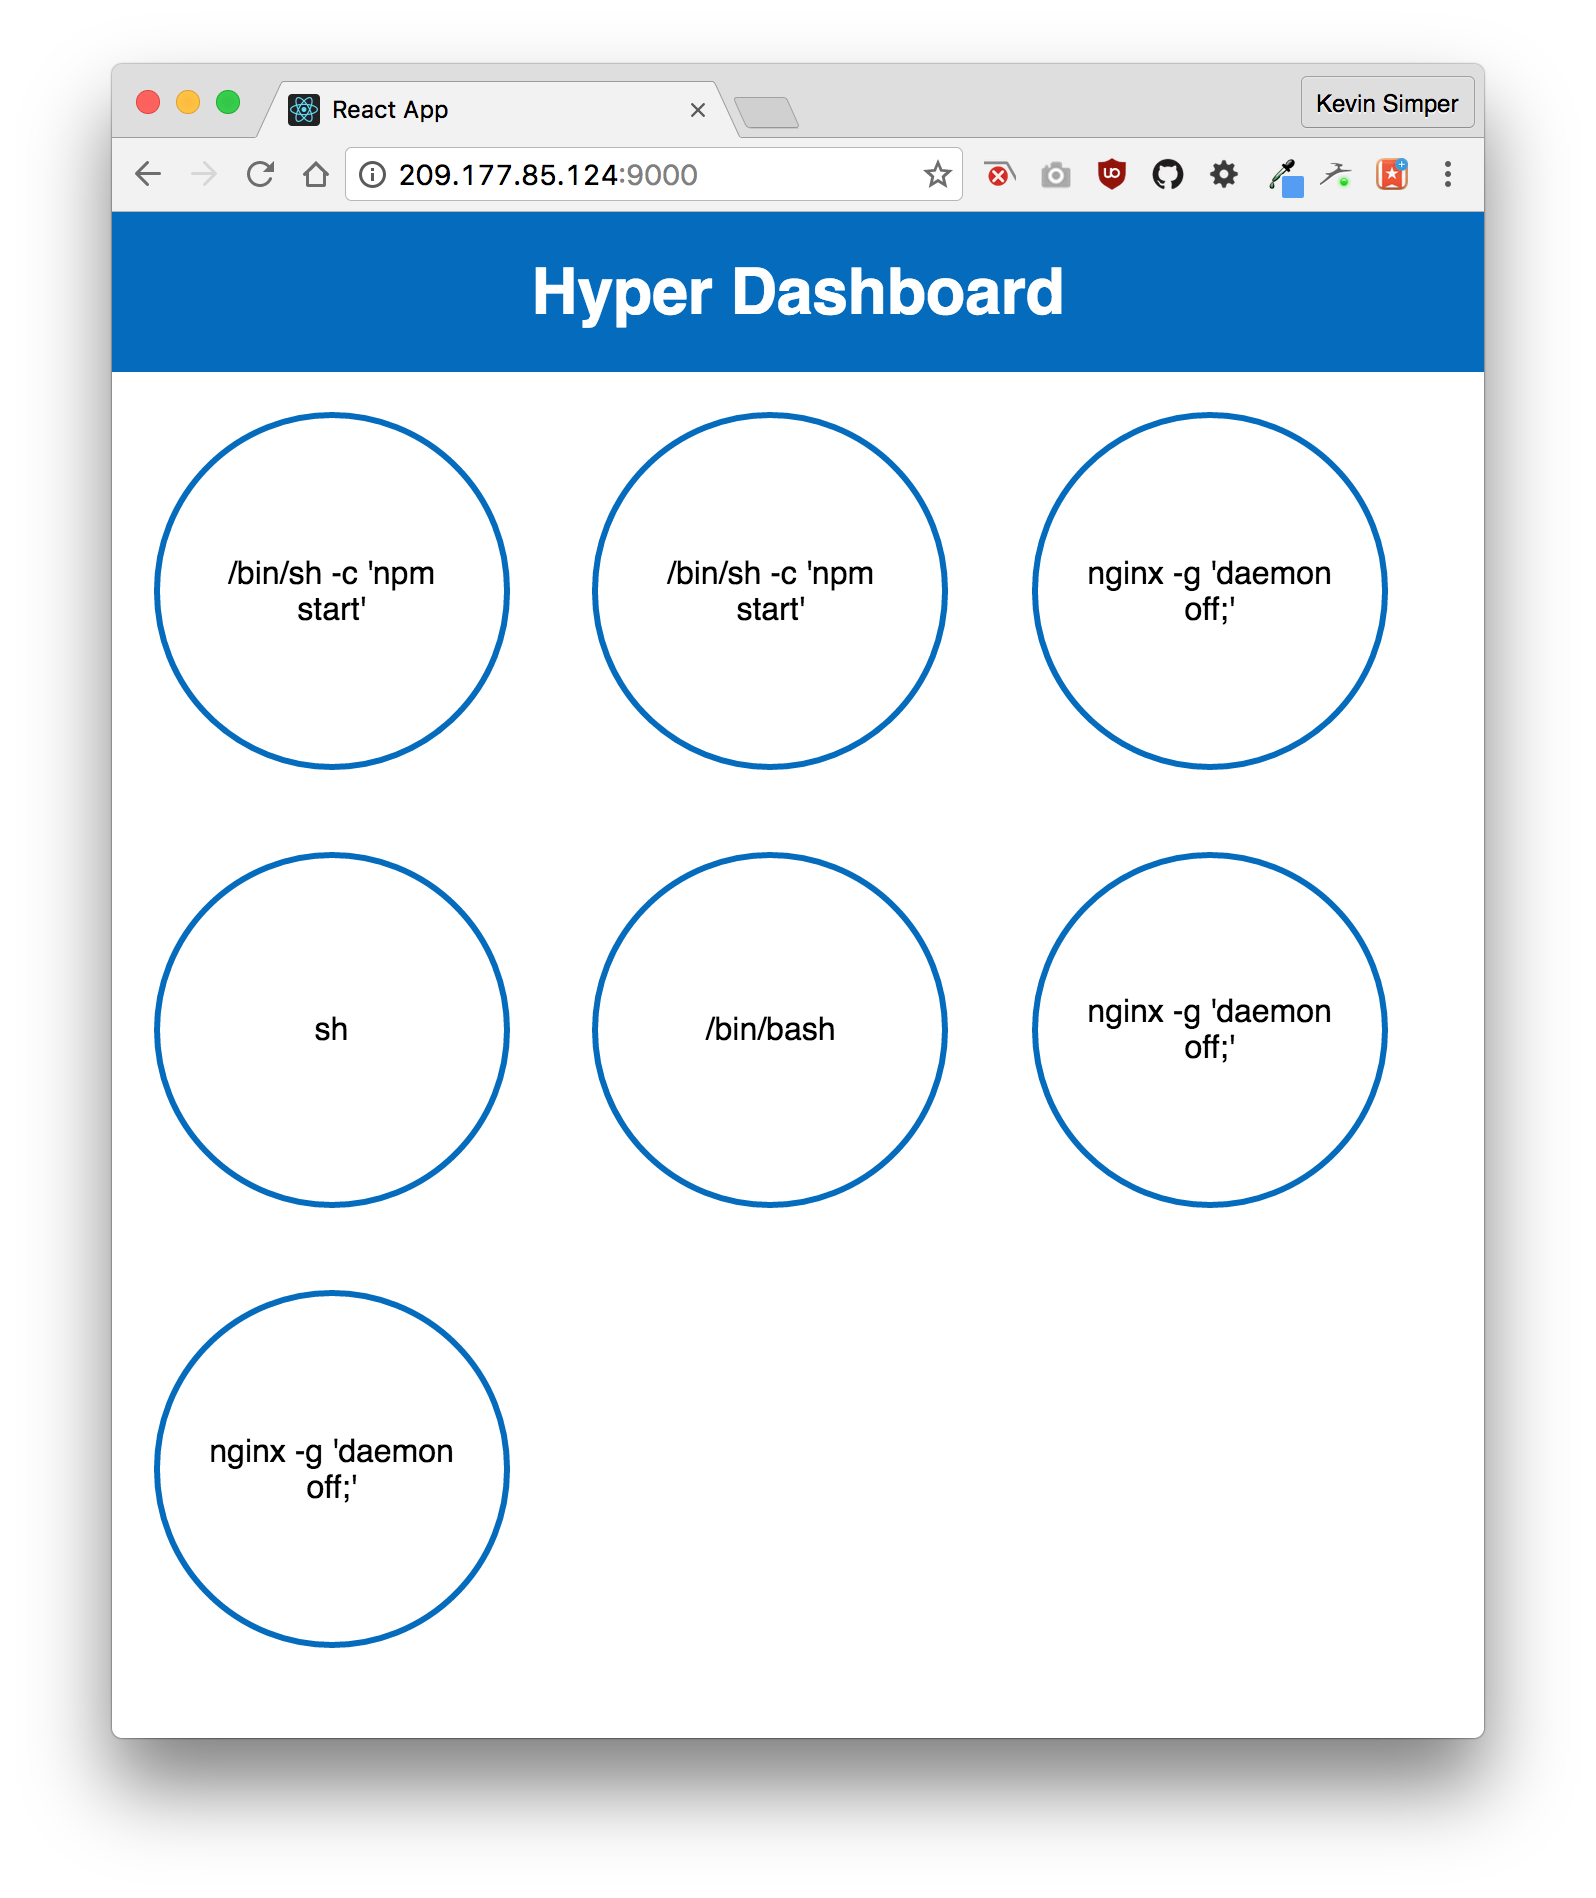 React App
Kevin Simper
209.177.85.124:9000
Hyper Dashboard
/bin/sh -c 'npm
start'
/bin/sh -c 'npm
start'
nginx -g 'daemon
off;'
sh
/bin/bash
nginx -g 'daemon
off;'
nginx -g 'daemon
off;'